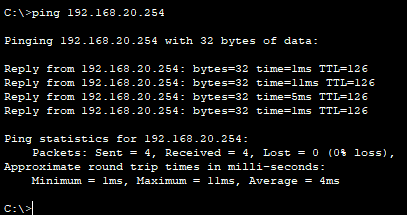 C:\>ping 192.168.20.254
Pinging 192.168.20.254 with 32 bytes of data:
Reply from 192.168.20.254: bytes=32 time=1ms TTL=126
Reply from 192.168.20.254: bytes=32 time=11ms TTL=126
Reply from 192.168.20.254: bytes=32 time=5ms TTL=126
Reply from 192.168.20.254: bytes=32 time=1ms TTL=126
Ping statistics for 192.168.20.254:
    Packets: Sent = 4, Received = 4, Lost = 0 (0% loss),
Approximate round trip times in milli-seconds:
    Minimum = 1ms, Maximum = 11ms, Average = 4ms
C:\>